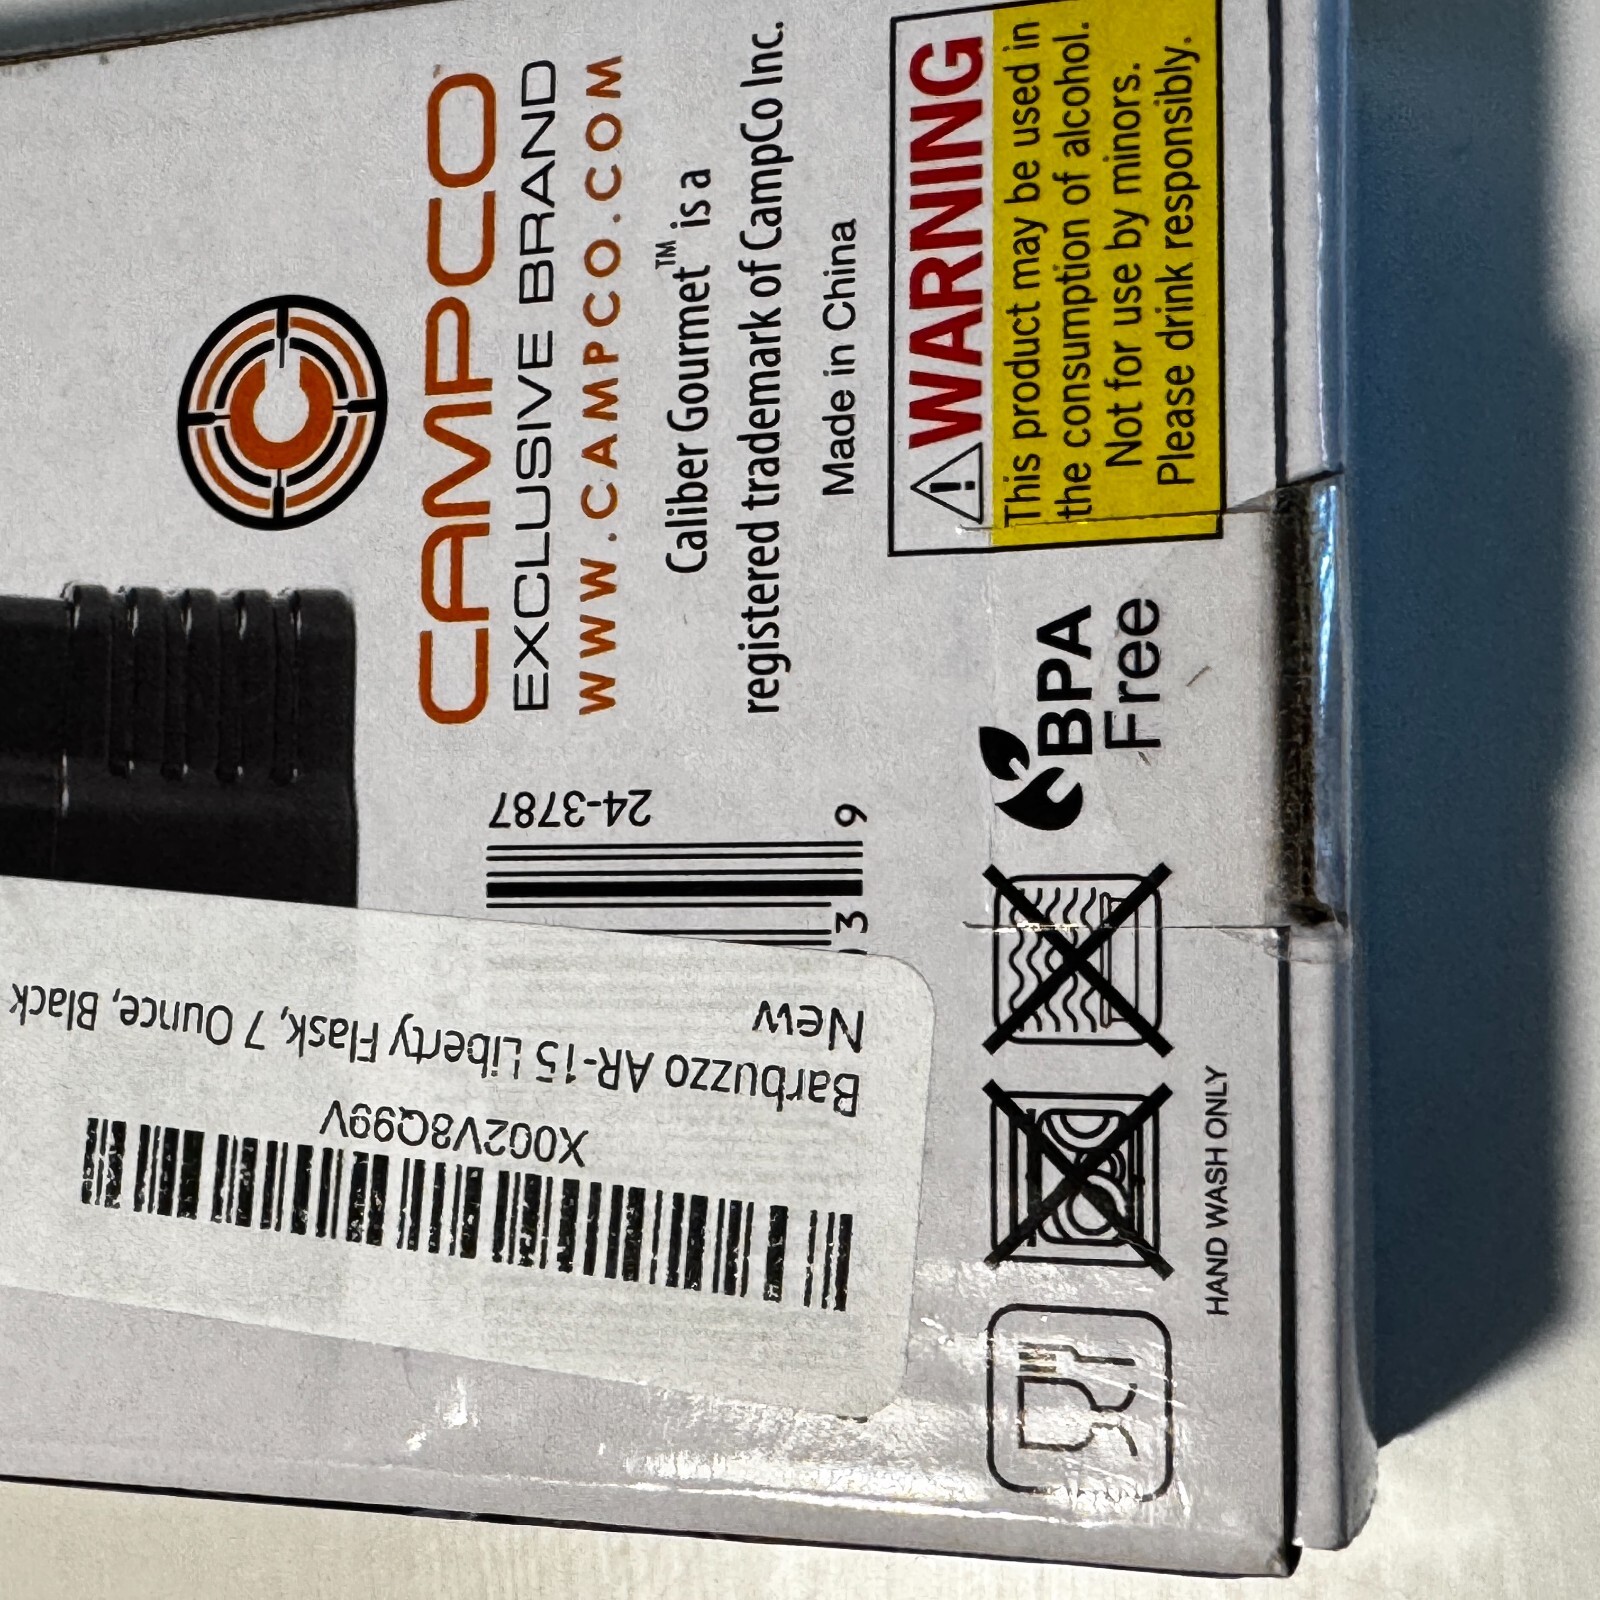 CAMPCO
EXCLUSIVE BRAND
WWW.CAMPCO.COM
Caliber Gourmet™ is a
registered trademark of CampCo Inc.
Made in China
WARNING
This product may be used in
the consumption of alcohol.
Not for use by minors.
Please drink responsibly.
BPA
Free
24-3787
3 9
X002V8Q99V
Barbuzzo AR-15 Liberty Flask, 7 Ounce, Black
New
HAND WASH ONLY